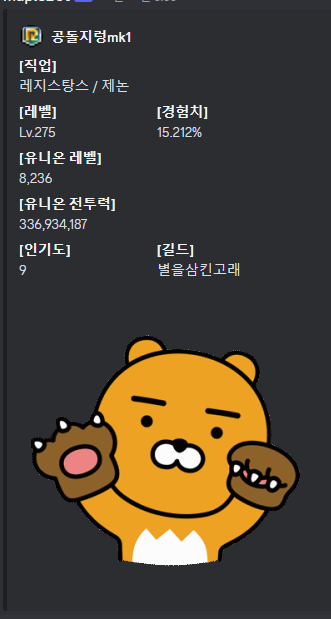 공돌지렁mk1
[직업]
레지스탕스 / 제논
[레벨] [경험치]
Lv.275 15.212%
[유니온 레벨]
8,236
[유니온 전투력]
336,934,187
[인기도] [길드]
9 별을삼킨고래